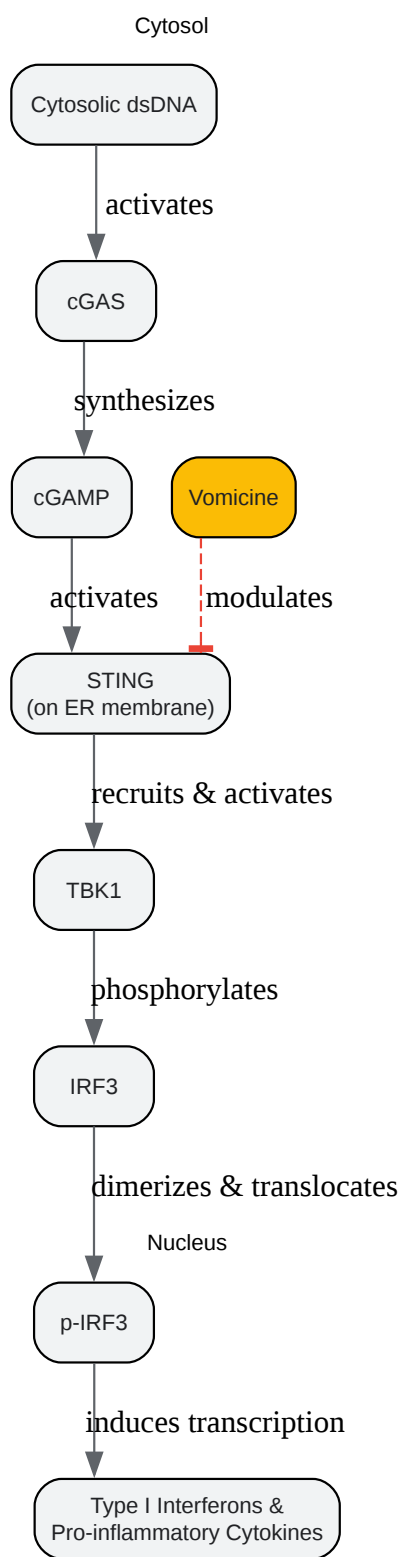 Cytosol
Cytosolic dsDNA
activates
cGAS
synthesizes
cGAMP
Vomicine
activates
modulates
STING
(on ER membrane)
recruits & activates
TBK1
phosphorylates
IRF3
dimerizes & translocates
Nucleus
p-IRF3
induces transcription
Type I Interferons &
Pro-inflammatory Cytokines